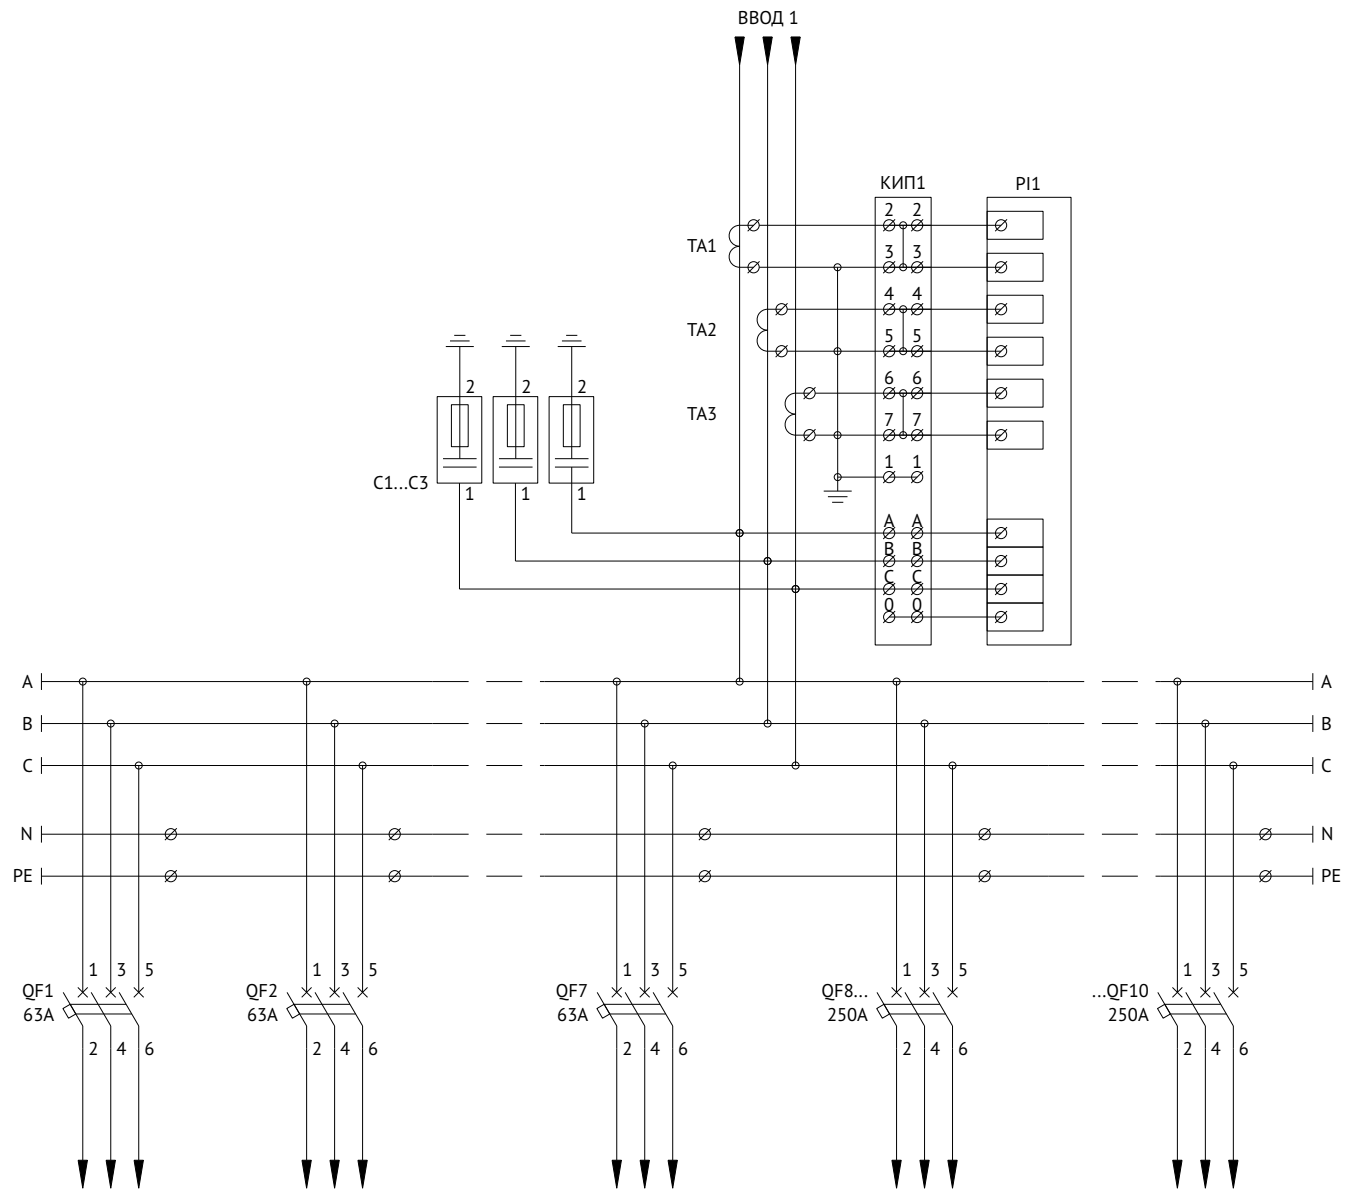 ВВОД 1
КИП1
PI1
2 2
TA1
3 3
4 4
TA2
5 5
6 6
TA3
7 7
1 1
2 2 2
C1...C3
1 1 1
A A
B B
C C
0 0
A A
B B
C C
N N
PE PE
1 3 5 1 3 5 1 3 5 1 3 5 1 3 5
QF1 QF2 QF7 QF8... ...QF10
63A 63A 63A 250A 250A
2 4 6 2 4 6 2 4 6 2 4 6 2 4 6